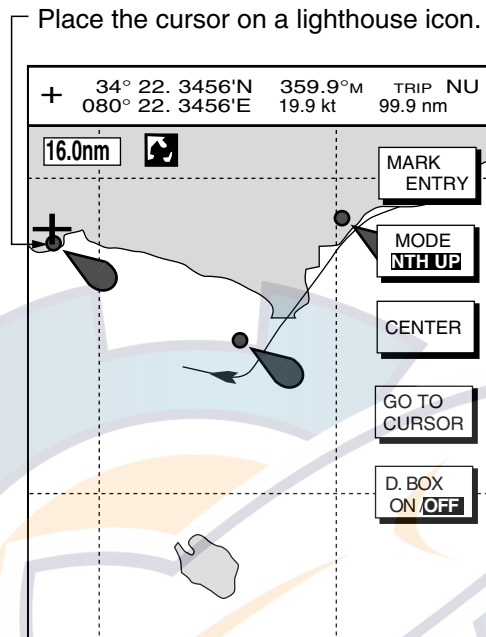 Place the cursor on a lighthouse icon.
+ 34° 22. 3456'N 359.9°M TRIP NU
080° 22. 3456'E 19.9 kt 99.9 nm
16.0nm
MARK
ENTRY
MODE
NTH UP
CENTER
GO TO
CURSOR
D. BOX
ON /OFF